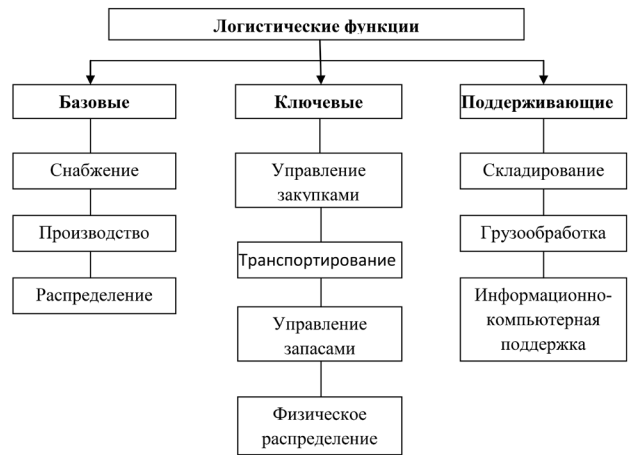 Логистические функции
Базовые
Ключевые
Поддерживающие
Снабжение
Производство
Распределение
Управление
закупками
Транспортирование
Управление
запасами
Физическое
распределение
Складирование
Грузообработка
Информационно-
компьютерная
поддержка